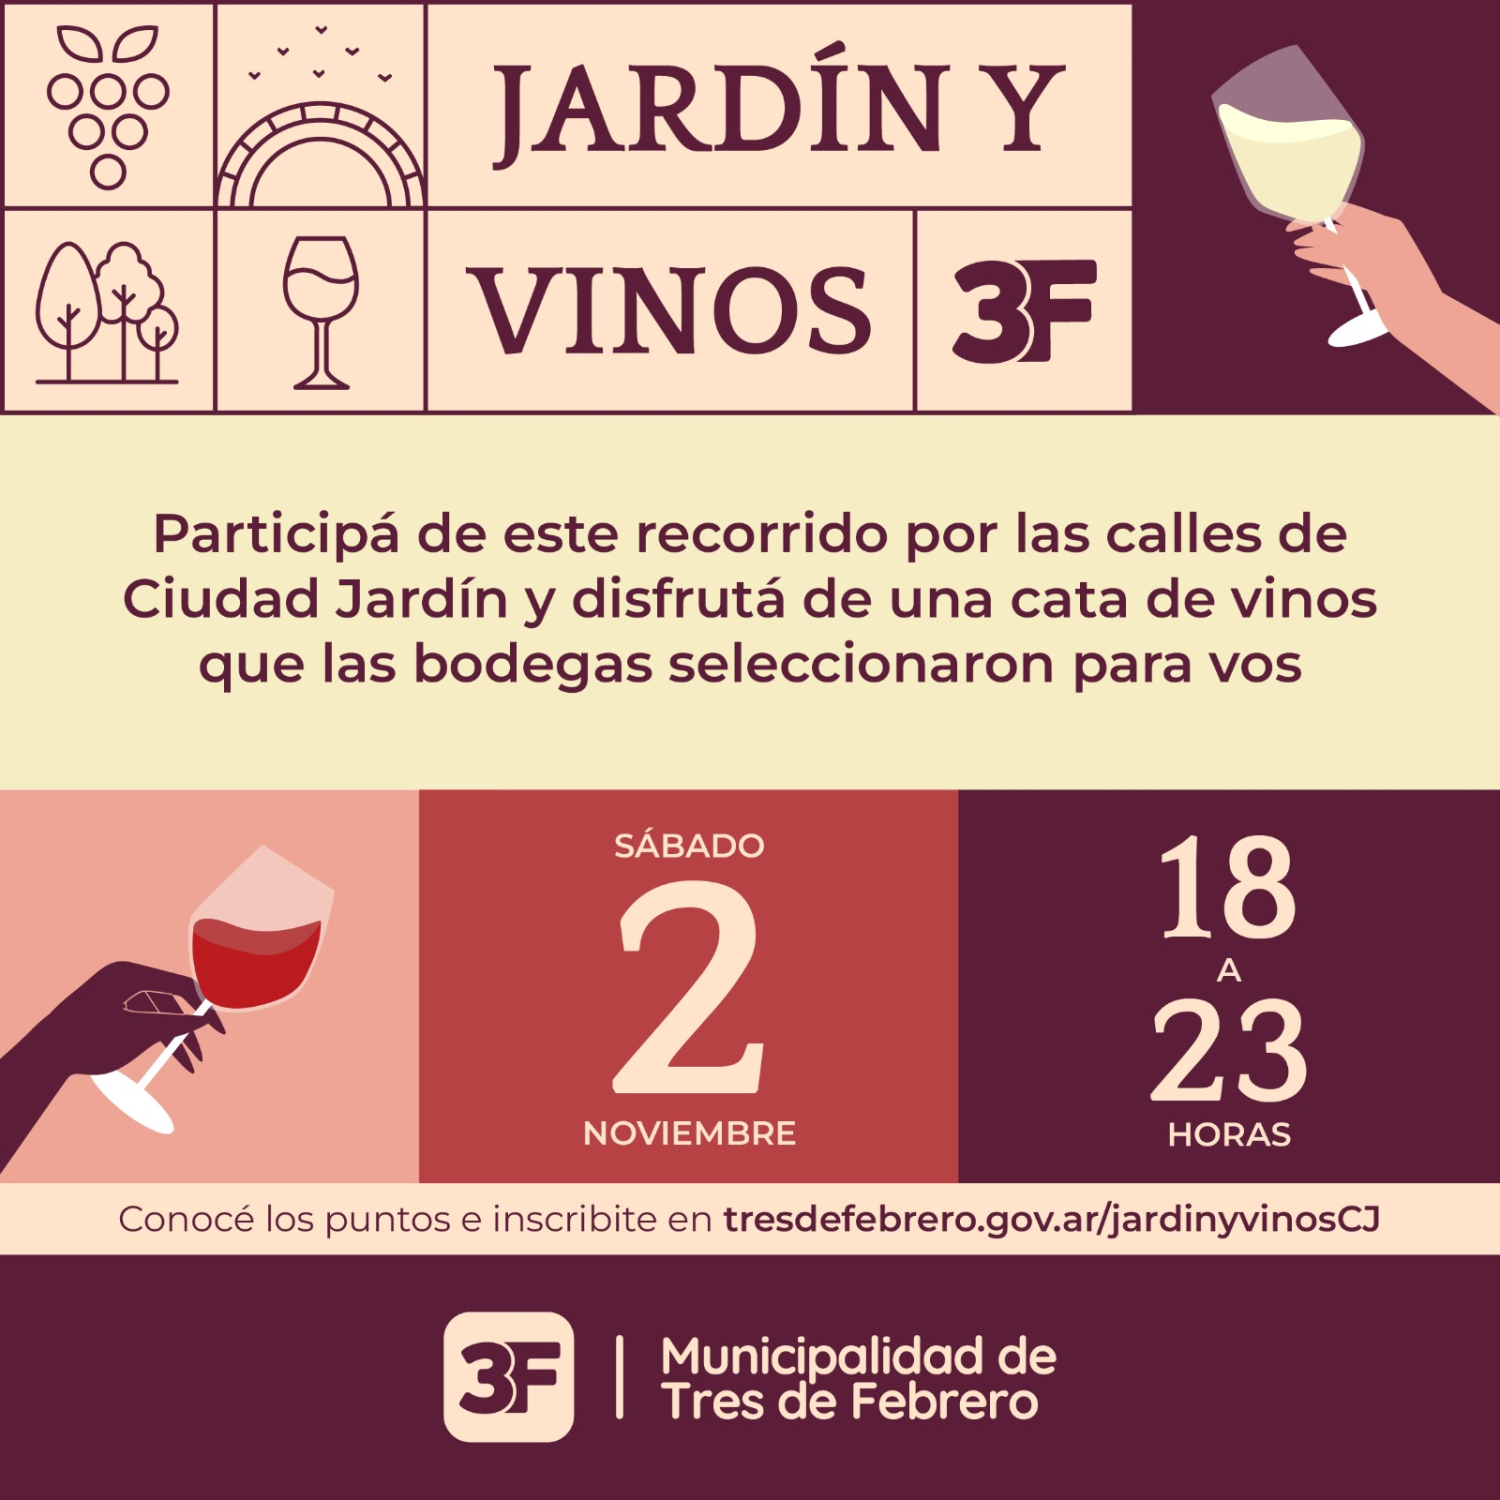 JARDÍN Y
VINOS
3F
Participá de este recorrido por las calles de
Ciudad Jardín y disfrutá de una cata de vinos
que las bodegas seleccionaron para vos
SÁBADO
2
NOVIEMBRE
18
A
23
HORAS
Conocé los puntos e inscribite en tresdefebrero.gov.ar/jardinyvinosCJ
3F
Municipalidad de
Tres de Febrero